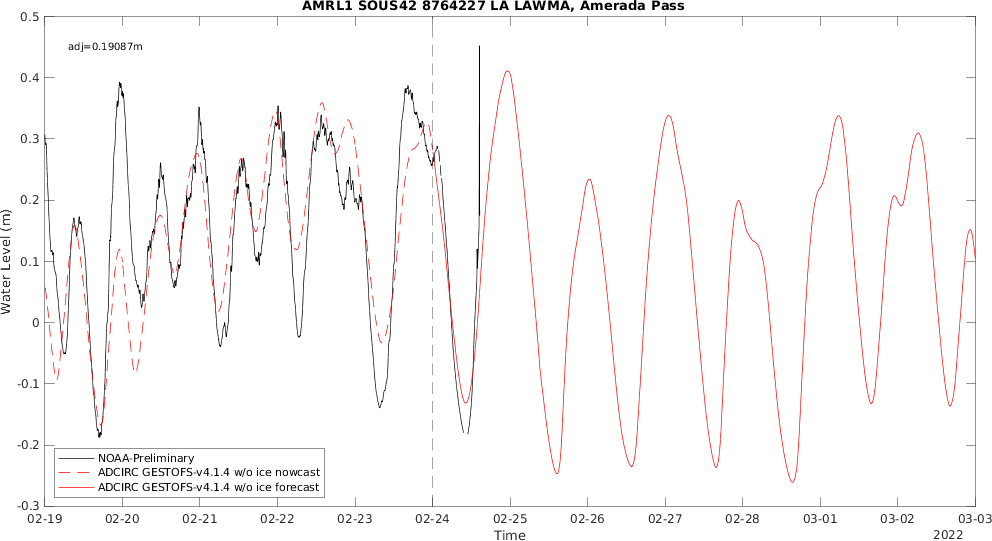 AMRL1 SOUS42 8764227 LA LAWMA, Amerada Pass
adj=0.19087m
Water Level (m)
0.5
0.4
0.3
0.2
0.1
0
-0.1
-0.2
-0.3
NOAA-Preliminary
ADCIRC GESTOFS-v4.1.4 w/o ice nowcast
ADCIRC GESTOFS-v4.1.4 w/o ice forecast
02-19 02-20 02-21 02-22 02-23 02-24 02-25 02-26 02-27 02-28 03-01 03-02 03-03
Time
2022